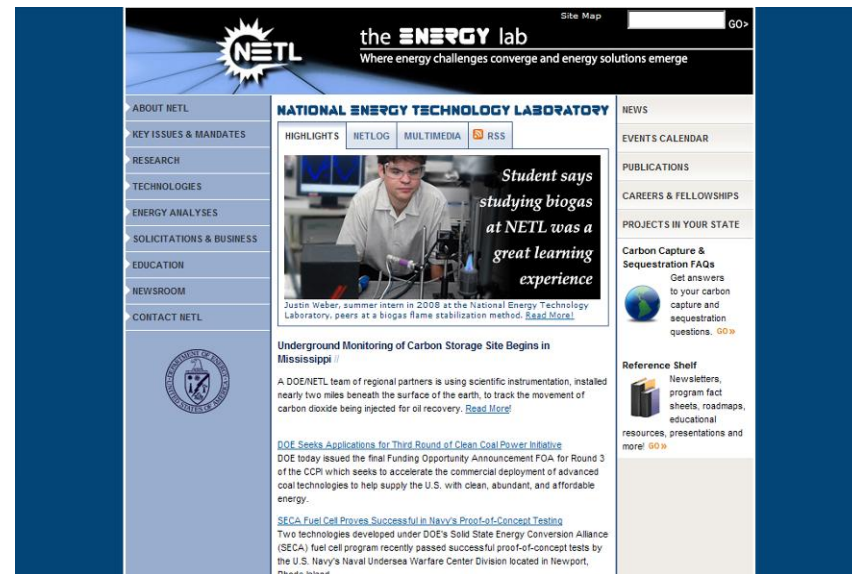 Site Map
GO>
NETL
the ENERGY lab
Where energy challenges converge and energy solutions emerge
ABOUT NETL
KEY ISSUES & MANDATES
RESEARCH
TECHNOLOGIES
ENERGY ANALYSES
SOLICITATIONS & BUSINESS
EDUCATION
NEWSROOM
CONTACT NETL
NATIONAL ENERGY TECHNOLOGY LABORATORY
HIGHLIGHTS NETLOG MULTIMEDIA RSS
Student says
studying biogas
at NETL was a
great learning
experience
Justin Weber, summer intern in 2008 at the National Energy Technology
Laboratory, peers at a biogas flame stabilization method. Read More!
Underground Monitoring of Carbon Storage Site Begins in
Mississippi //
A DOE/NETL team of regional partners is using scientific instrumentation, installed
nearly two miles beneath the surface of the earth, to track the movement of
carbon dioxide being injected for oil recovery. Read More!
DOE Seeks Applications for Third Round of Clean Coal Power Initiative
DOE today issued the final Funding Opportunity Announcement FOA for Round 3
of the CCPI which seeks to accelerate the commercial deployment of advanced
coal technologies to help supply the U.S. with clean, abundant, and affordable
energy.
SECA Fuel Cell Proves Successful in Navy's Proof-of-Concept Testing
Two technologies developed under DOE's Solid State Energy Conversion Alliance
(SECA) fuel cell program recently passed successful proof-of-concept tests by
the U.S. Navy's Naval Undersea Warfare Center Division located in Newport,
Rhode Island.
NEWS
EVENTS CALENDAR
PUBLICATIONS
CAREERS & FELLOWSHIPS
PROJECTS IN YOUR STATE
Carbon Capture &
Sequestration FAQs
Get answers
to your carbon
capture and
sequestration
questions. GO»
Reference Shelf
Newsletters,
program fact
sheets, roadmaps,
educational
resources, presentations and
more! GO»